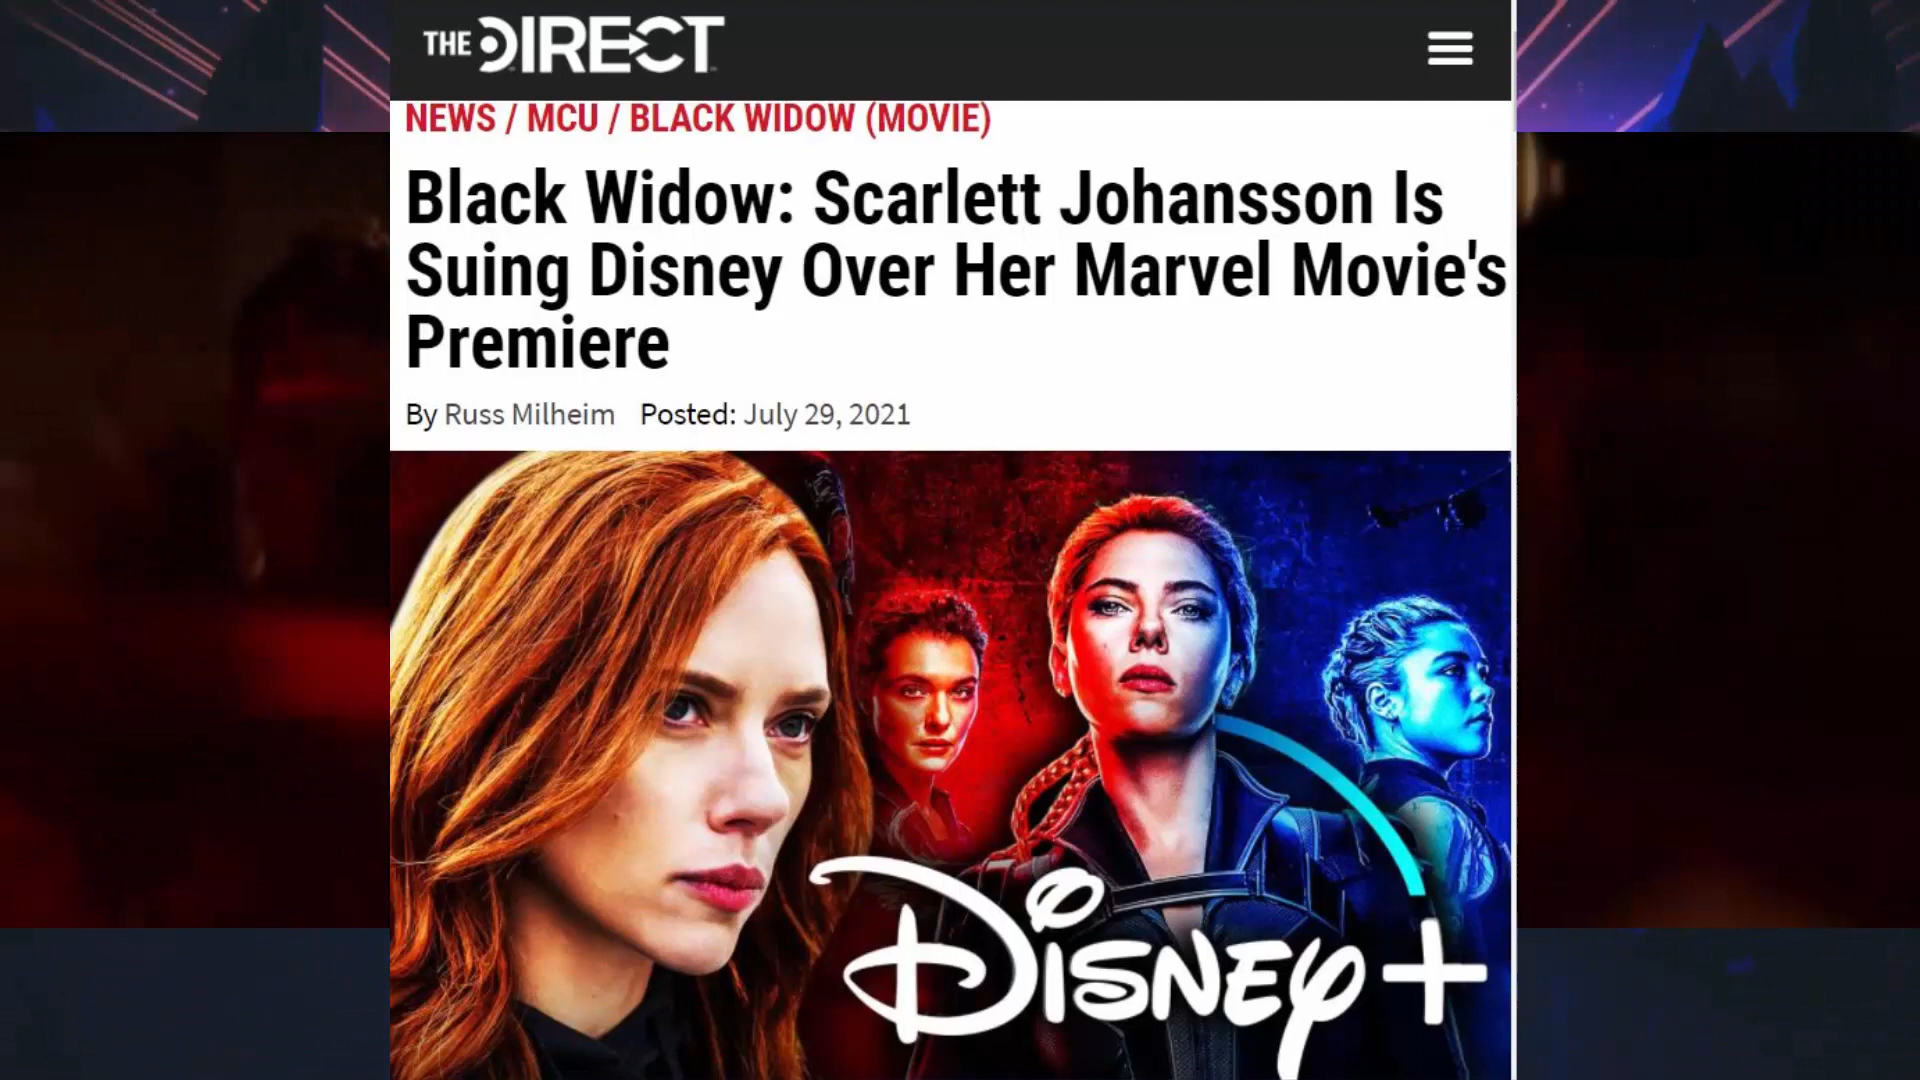 THE DIRECT
NEWS / MCU / BLACK WIDOW (MOVIE)
Black Widow: Scarlett Johansson Is
Suing Disney Over Her Marvel Movie's
Premiere
By Russ Milheim Posted: July 29, 2021
Disney+